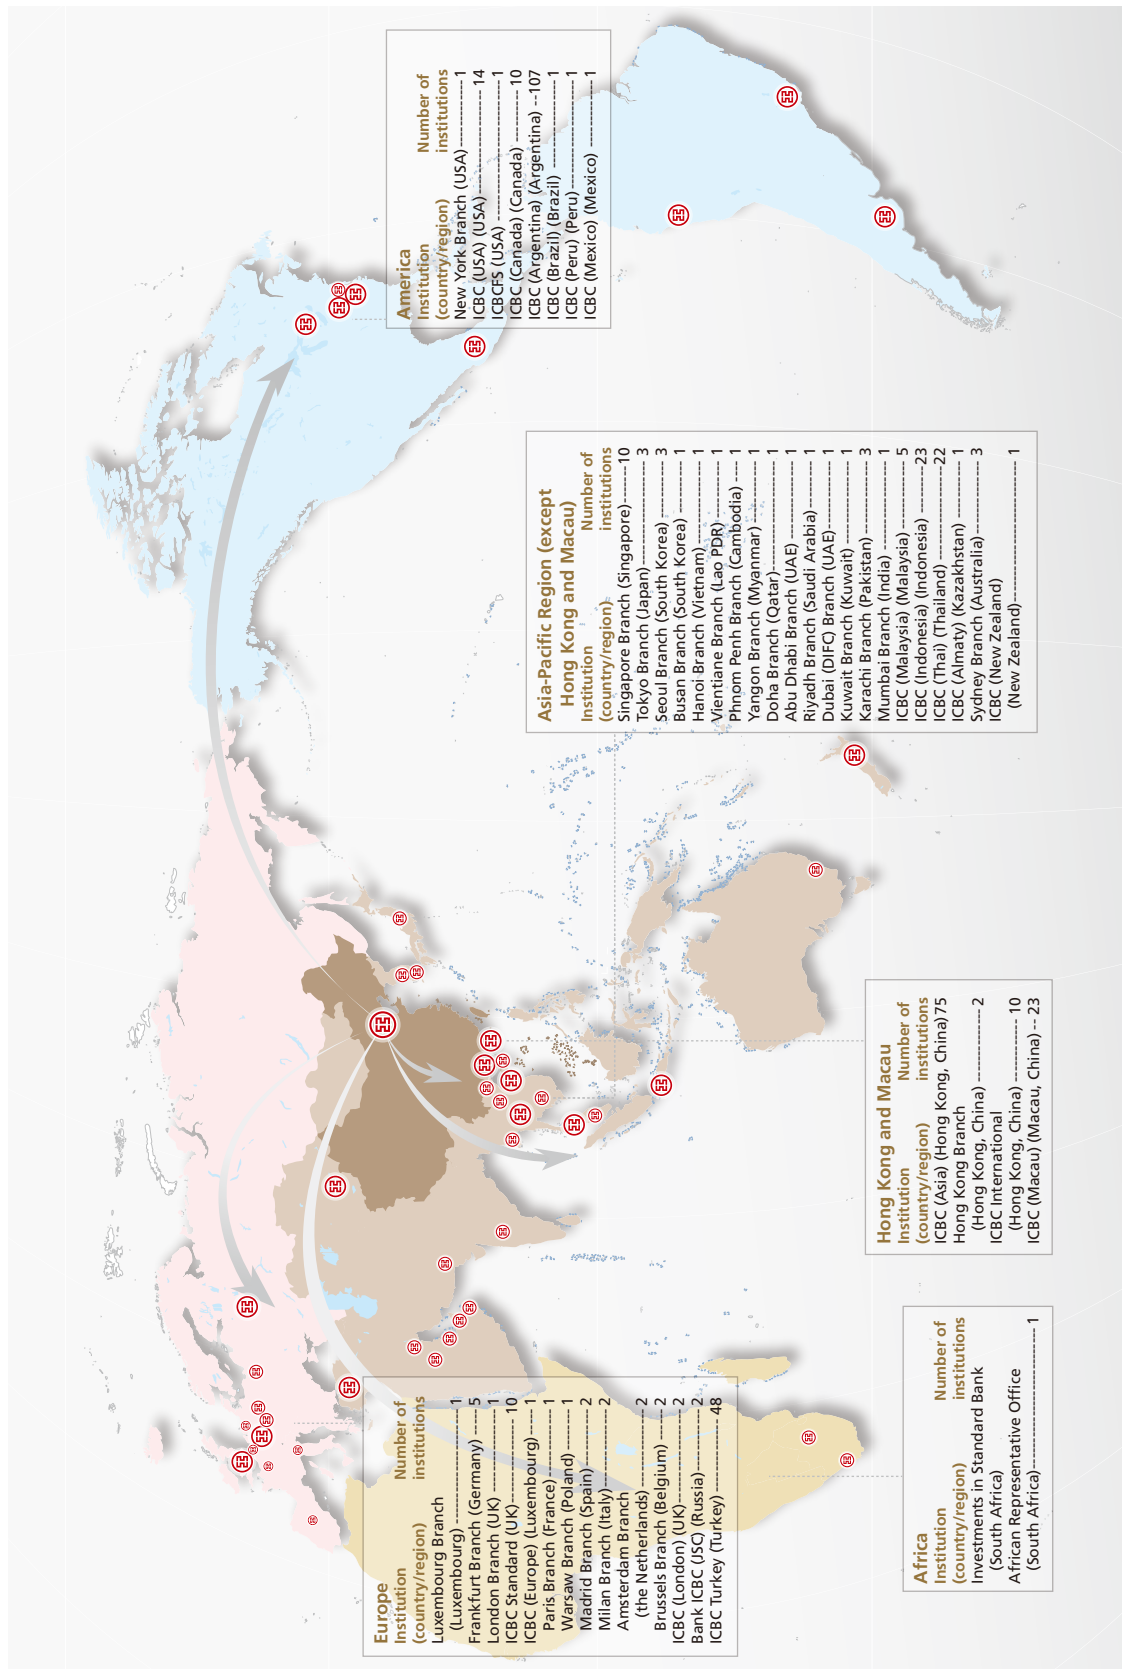 Europe
Institution
(country/region)
Number of
institutions
Luxembourg Branch
(Luxembourg) ---------------- 1
Frankfurt Branch (Germany) --- 5
London Branch (UK) ------------ 1
ICBC Standard (UK)------------- 10
ICBC (Europe) (Luxembourg)---- 1
Paris Branch (France) ----------- 1
Warsaw Branch (Poland)-------- 1
Madrid Branch (Spain) ---------- 2
Milan Branch (Italy)-------------- 2
Amsterdam Branch
(the Netherlands) -------------- 2
Brussels Branch (Belgium) ------ 2
ICBC (London) (UK)-------------- 2
Bank ICBC (JSC) (Russia) -------- 2
ICBC Turkey (Turkey) ------------ 48
Africa
Institution
(country/region)
Number of
institutions
Investments in Standard Bank
(South Africa)
African Representative Office
(South Africa)-------------------- 1
Hong Kong and Macau
Institution
(country/region)
Number of
institutions
ICBC (Asia) (Hong Kong, China)75
Hong Kong Branch
(Hong Kong, China) ------------ 2
ICBC International
(Hong Kong, China) ----------- 10
ICBC (Macau) (Macau, China) -- 23
Asia-Pacific Region (except
Hong Kong and Macau)
Institution
(country/region)
Number of
institutions
Singapore Branch (Singapore)-----10
Tokyo Branch (Japan)-------------- 3
Seoul Branch (South Korea) ------- 3
Busan Branch (South Korea) ------- 1
Hanoi Branch (Vietnam)------------ 1
Vientiane Branch (Lao PDR)-------- 1
Phnom Penh Branch (Cambodia) --- 1
Yangon Branch (Myanmar) --------- 1
Doha Branch (Qatar)--------------- 1
Abu Dhabi Branch (UAE) ----------- 1
Riyadh Branch (Saudi Arabia)------ 1
Dubai (DIFC) Branch (UAE)--------- 1
Kuwait Branch (Kuwait) ------------ 1
Karachi Branch (Pakistan)---------- 3
Mumbai Branch (India) ------------ 1
ICBC (Malaysia) (Malaysia) -------- 5
ICBC (Indonesia) (Indonesia) -----23
ICBC (Thai) (Thailand)-------------22
ICBC (Almaty) (Kazakhstan) ------- 1
Sydney Branch (Australia)---------- 3
ICBC (New Zealand)
(New Zealand)------------------- 1
America
Institution
(country/region)
Number of
institutions
New York Branch (USA)------------ 1
ICBC (USA) (USA) ----------------- 14
ICBCFS (USA) --------------------- 1
ICBC (Canada) (Canada) ---------- 10
ICBC (Argentina) (Argentina) --107
ICBC (Brazil) (Brazil) -------------- 1
ICBC (Peru) (Peru)----------------- 1
ICBC (Mexico) (Mexico) ----------- 1